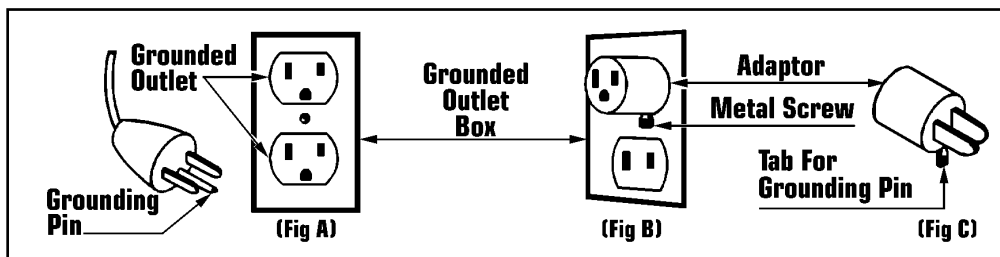 Grounded
Outlet
Grounding
Pin
(Fig A)
Grounded
Outlet
Box
(Fig B)
Adaptor
Metal Screw
Tab For
Grounding Pin
(Fig C)